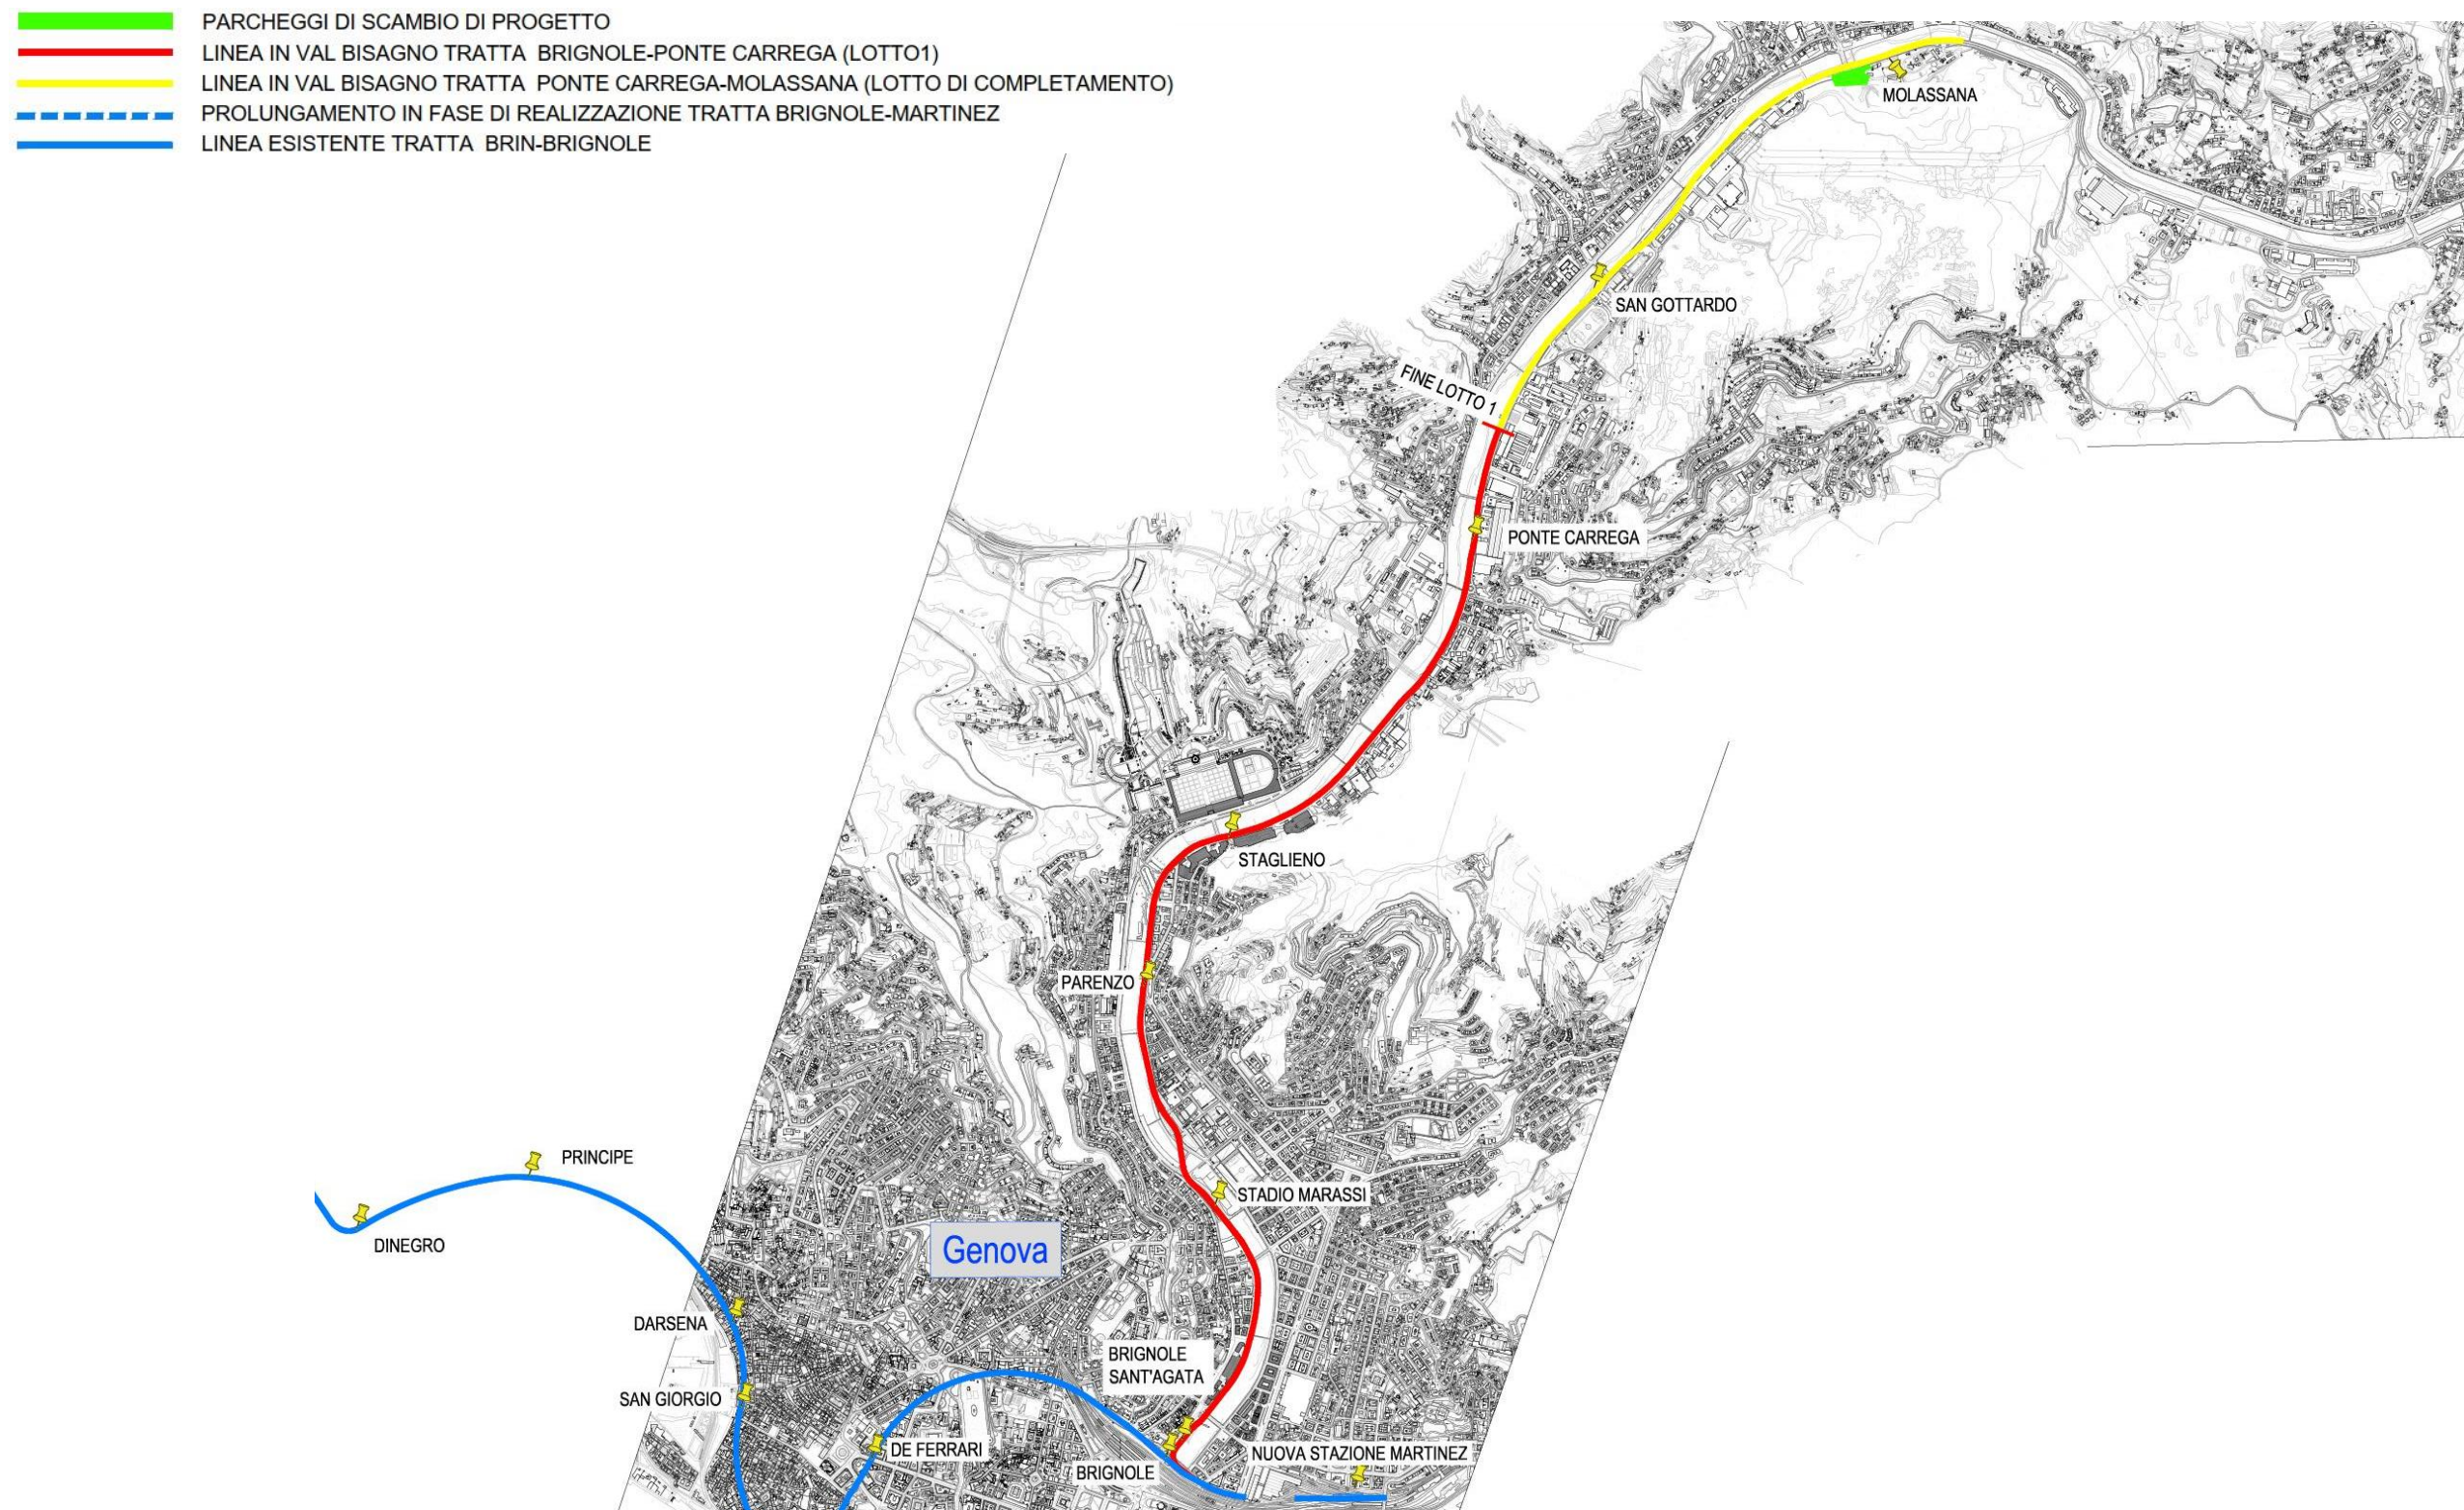 PARCHEGGI DI SCAMBIO DI PROGETTO
LINEA IN VAL BISAGNO TRATTA BRIGNOLE-PONTE CARREGA (LOTTO1)
LINEA IN VAL BISAGNO TRATTA PONTE CARREGA-MOLASSANA (LOTTO DI COMPLETAMENTO)
PROLUNGAMENTO IN FASE DI REALIZZAZIONE TRATTA BRIGNOLE-MARTINEZ
LINEA ESISTENTE TRATTA BRIN-BRIGNOLE
MOLASSANA
SAN GOTTARDO
FINE LOTTO 1
PONTE CARREGA
STAGLIENO
PARENZO
PRINCIPE
STADIO MARASSI
DINEGRO
Genova
DARSENA
BRIGNOLE
SANT'AGATA
SAN GIORGIO
DE FERRARI
NUOVA STAZIONE MARTINEZ
BRIGNOLE